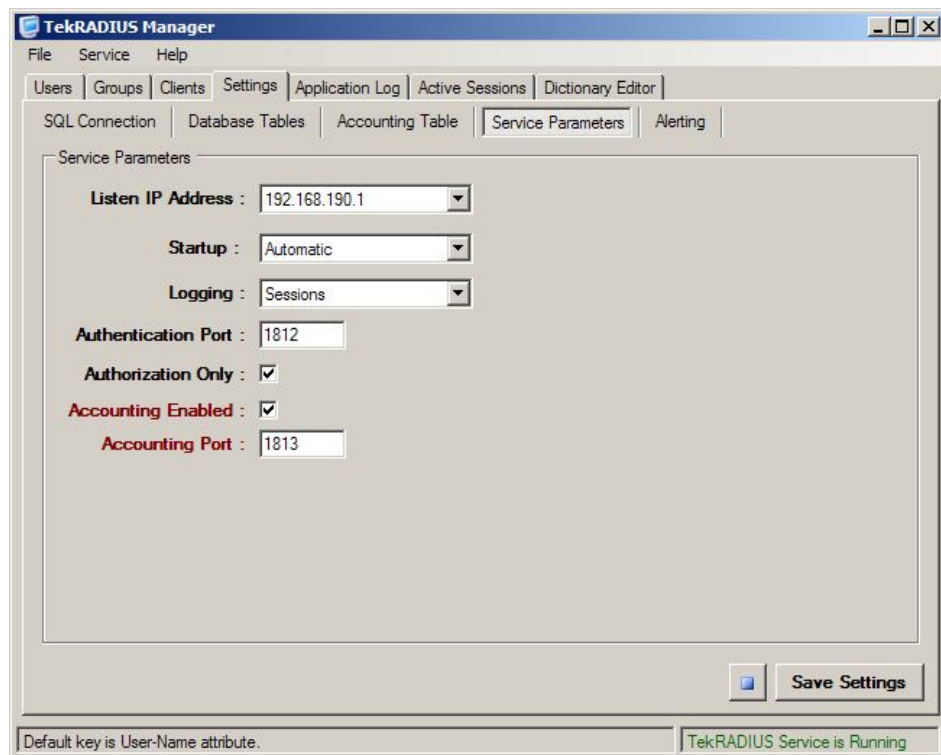 TekRADIUS Manager
File Service Help
Users Groups Clients Settings Application Log Active Sessions Dictionary Editor
SQL Connection Database Tables Accounting Table Service Parameters Alerting
Service Parameters
Listen IP Address : 192.168.190.1
Startup : Automatic
Logging : Sessions
Authentication Port : 1812
Authorization Only :
Accounting Enabled :
Accounting Port : 1813
Save Settings
Default key is User-Name attribute. TekRADIUS Service is Running